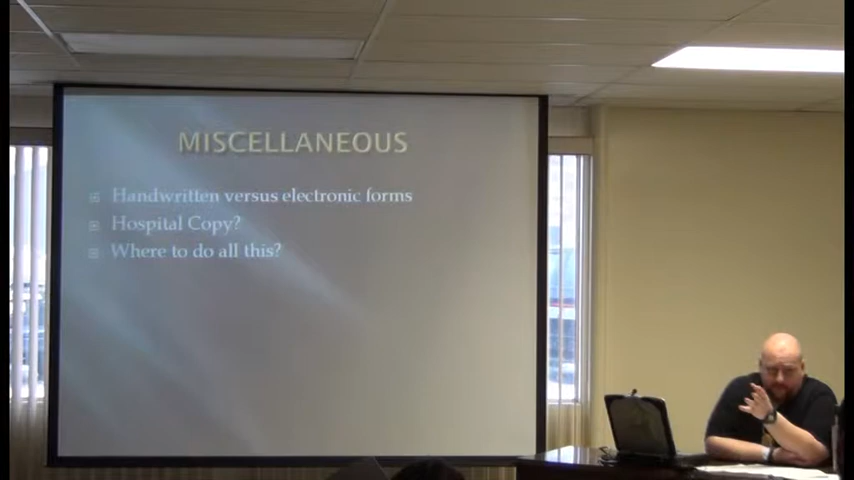 MISCELLANEOUS
Handwritten versus electronic forms
Hospital Copy?
Where to do all this?